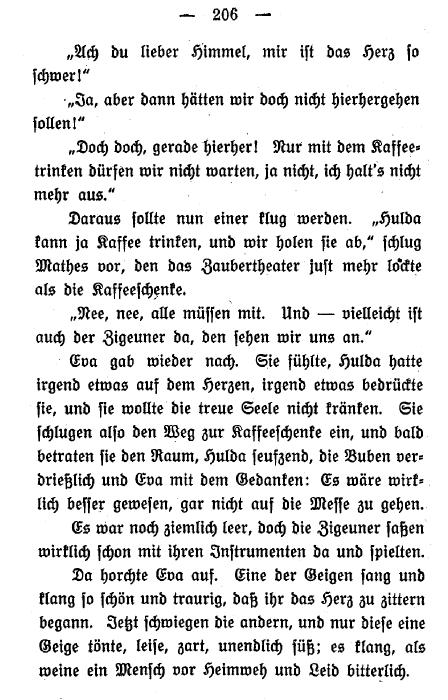 — 206 —
„Ach du lieber Himmel, mir ist das Herz so
schwer!“
„Ja, aber dann hätten wir doch nicht hierhergehen
sollen!“
„Doch doch, gerade hierher! Nur mit dem Kaffee-
trinken dürfen wir nicht warten, ja nicht, ich halt's nicht
mehr aus.“
Daraus sollte nun einer klug werden. „Hulda
kann ja Kaffee trinken, und wir holen sie ab,“ schlug
Mathes vor, den das Zaubertheater just mehr lockte
als die Kaffeeschenke.
„Nee, nee, alle müssen mit. Und — vielleicht ist
auch der Zigeuner da, den sehen wir uns an.“
Eva gab wieder nach. Sie fühlte, Hulda hatte
irgend etwas auf dem Herzen, irgend etwas bedrückte
sie, und sie wollte die treue Seele nicht kränken. Sie
schlugen also den Weg zur Kaffeeschenke ein, und bald
betraten sie den Raum, Hulda seufzend, die Buben ver-
drießlich und Eva mit dem Gedanken: Es wäre wirk-
lich besser gewesen, gar nicht auf die Messe zu gehen.
Es war noch ziemlich leer, doch die Zigeuner saßen
wirklich schon mit ihren Instrumenten da und spielten.
Da horchte Eva auf. Eine der Geigen sang und
klang so schön und traurig, daß ihr das Herz zu zittern
begann. Jetzt schwiegen die andern, und nur diese eine
Geige tönte, leise, zart, unendlich süß; es klang, als
weine ein Mensch vor Heimweh und Leid bitterlich.